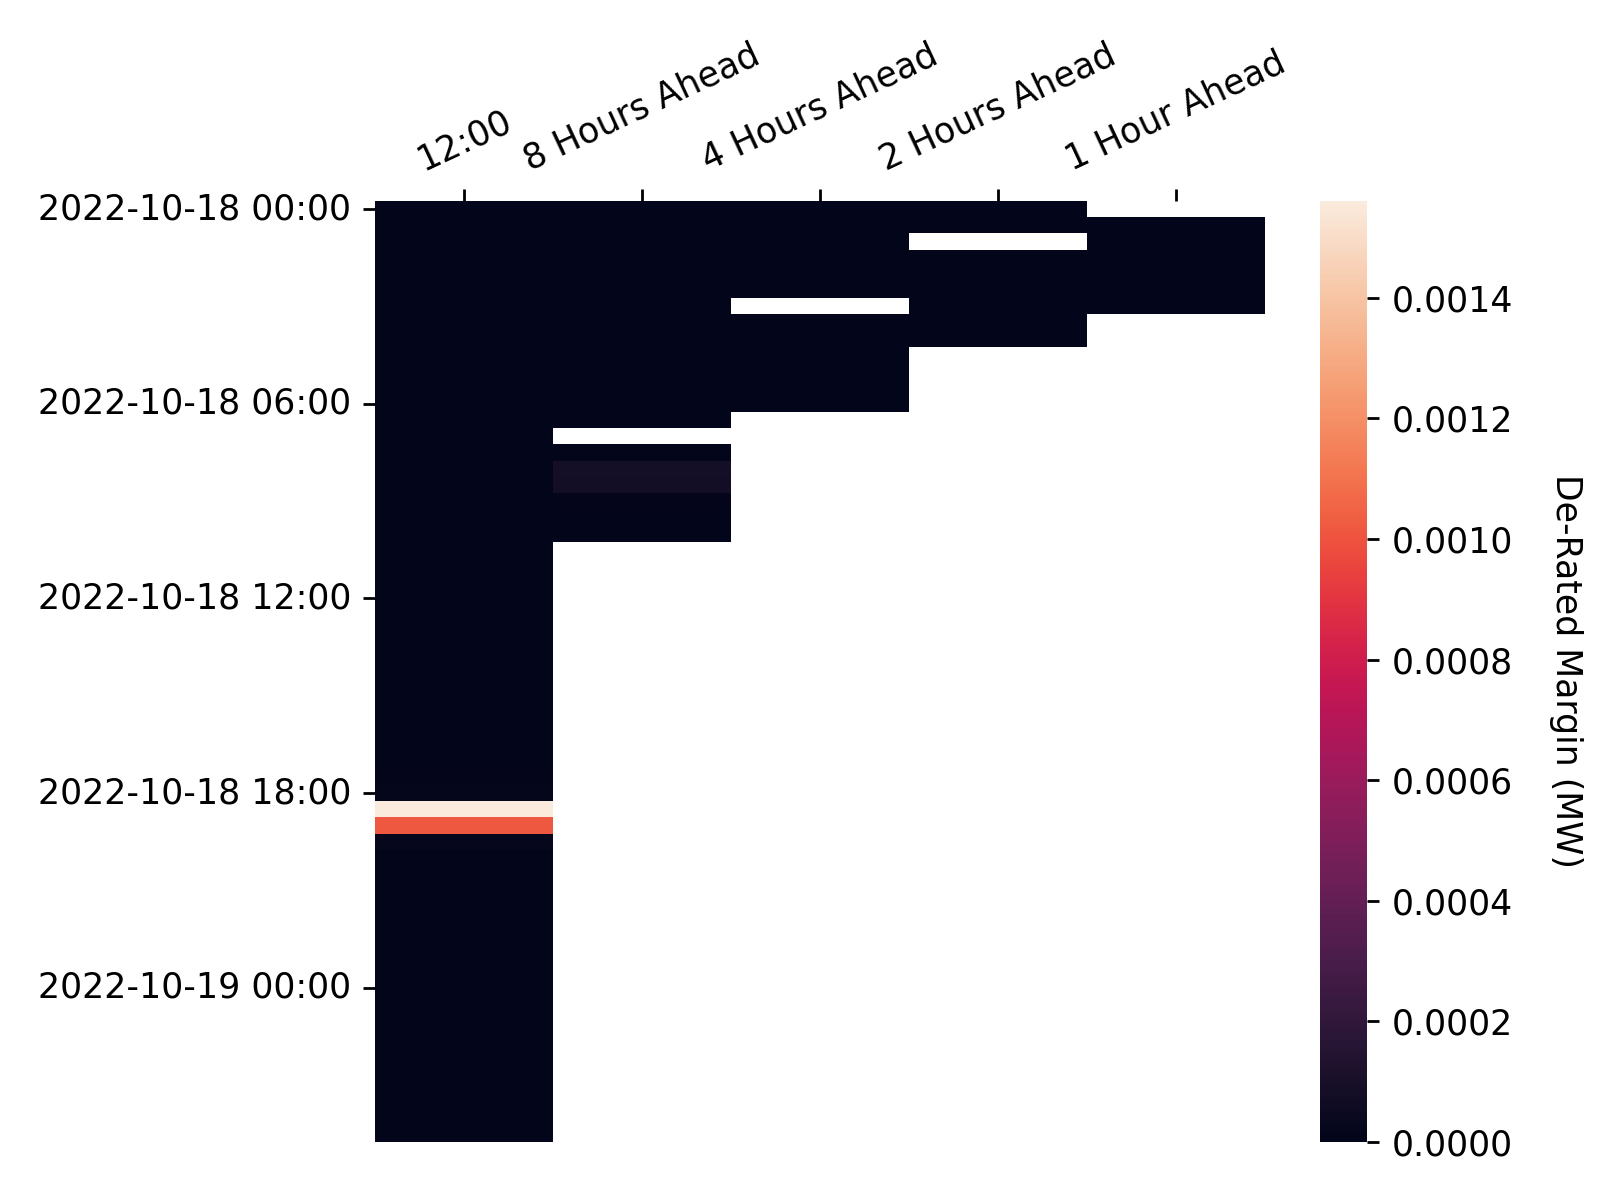 12:00
8 Hours Ahead
4 Hours Ahead
2 Hours Ahead
1 Hour Ahead
2022-10-18 00:00
2022-10-18 06:00
2022-10-18 12:00
2022-10-18 18:00
2022-10-19 00:00
0.0014
0.0012
0.0010
0.0008
0.0006
0.0004
0.0002
0.0000
De-Rated Margin (MW)